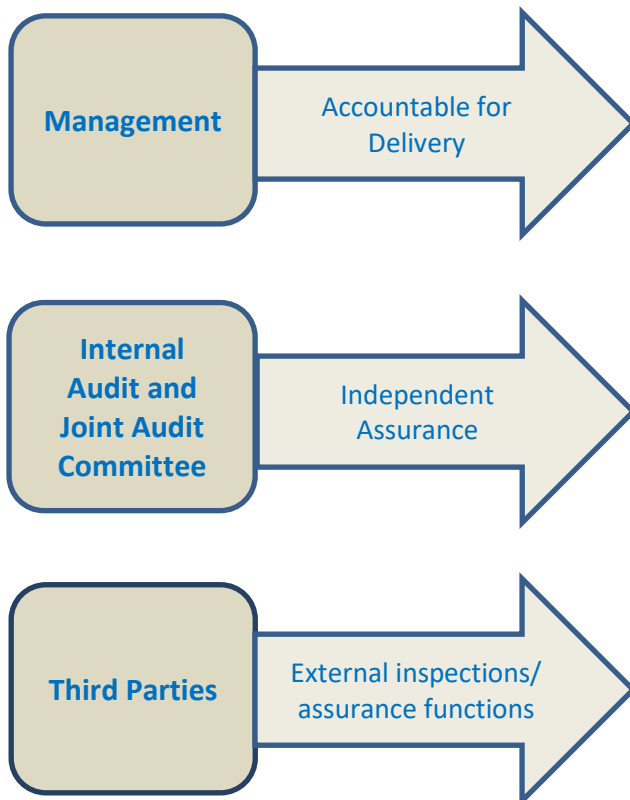 Management
Accountable for
Delivery
Internal
Audit and
Joint Audit
Committee
Independent
Assurance
Third Parties
External inspections/
assurance functions